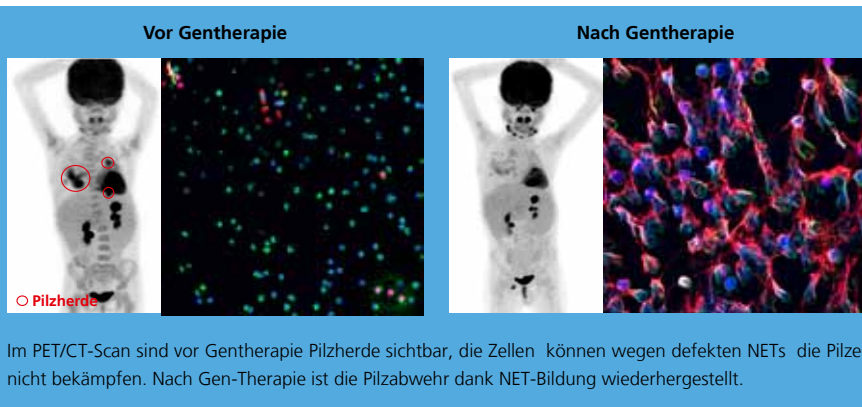 Vor Gentherapie
Nach Gentherapie
Pilzherde
Im PET/CT-Scan sind vor Gentherapie Pilzherde sichtbar, die Zellen  können wegen defekten NETs  die Pilze
nicht bekämpfen. Nach Gen-Therapie ist die Pilzabwehr dank NET-Bildung wiederhergestellt.